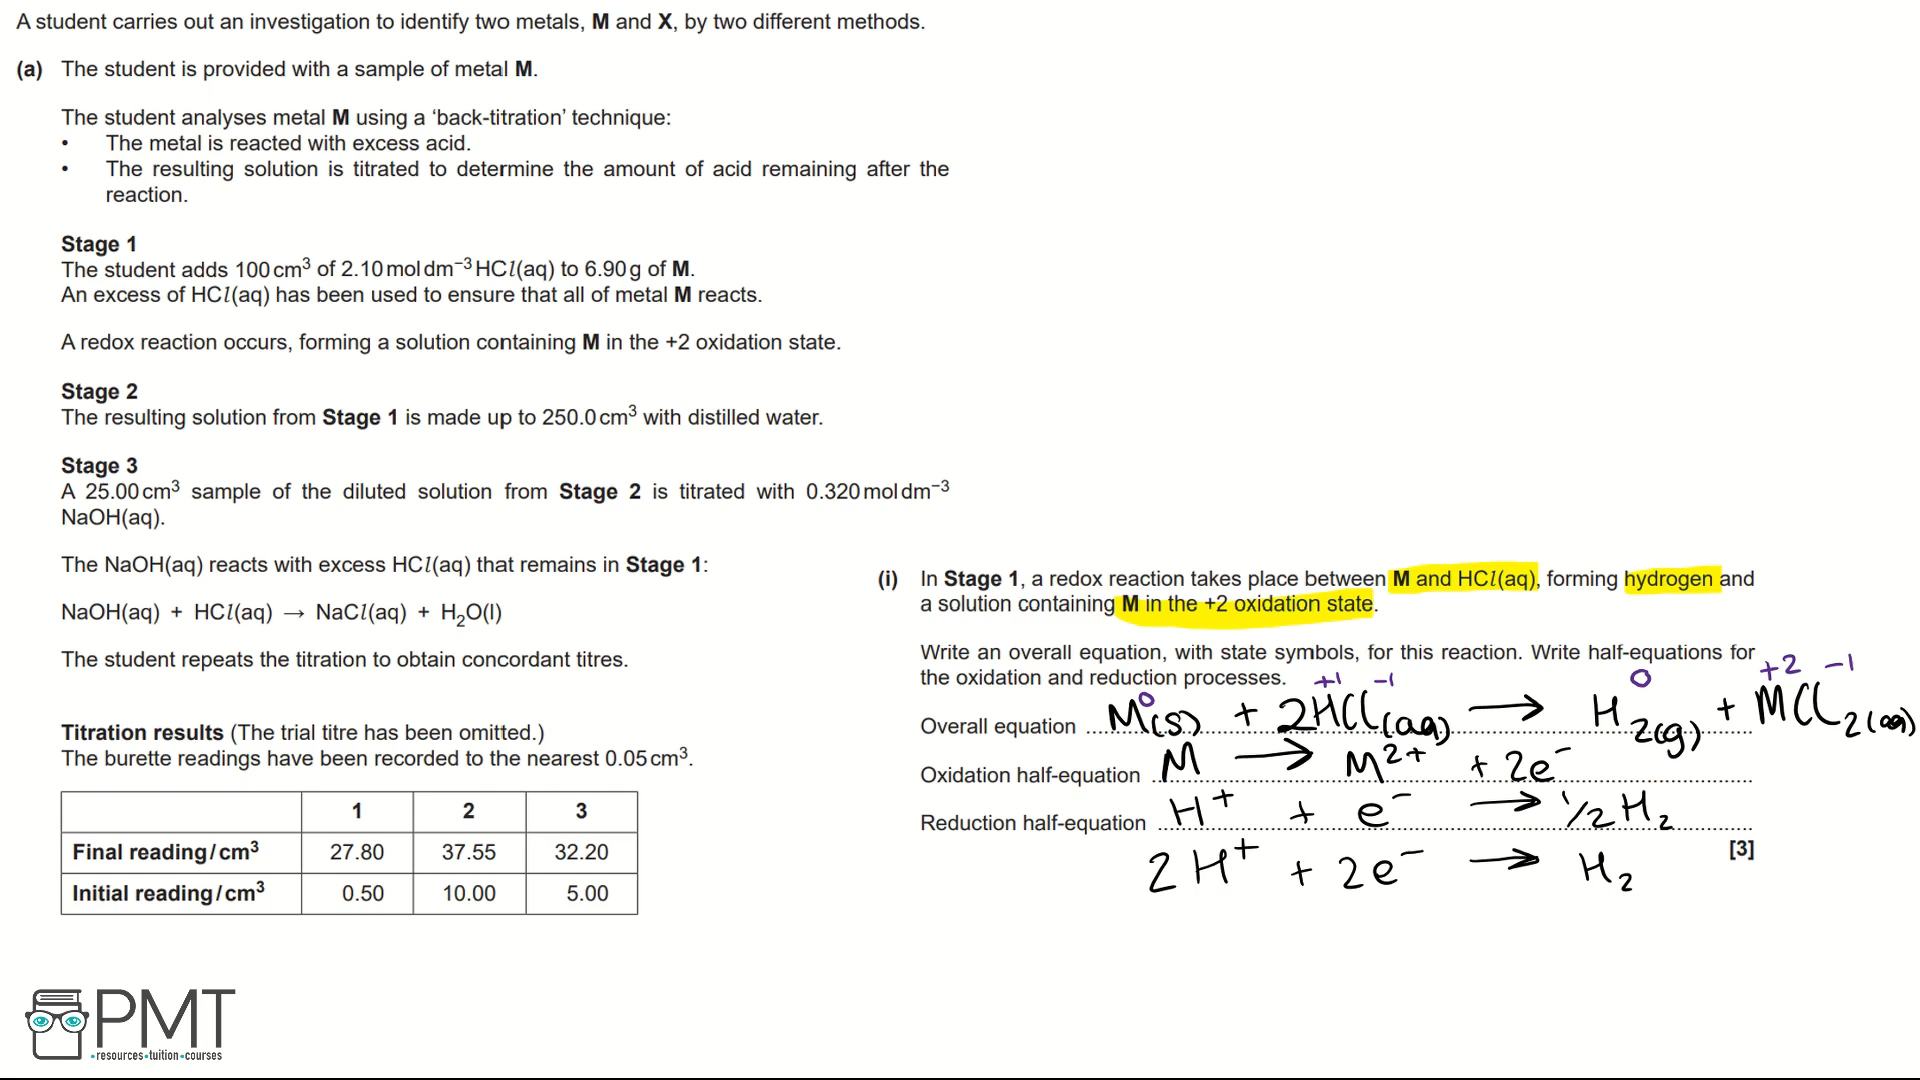 A student carries out an investigation to identify two metals, M and X, by two different methods.
(a) The student is provided with a sample of metal M.
The student analyses metal M using a ‘back-titration’ technique:
• The metal is reacted with excess acid.
• The resulting solution is titrated to determine the amount of acid remaining after the
reaction.
Stage 1
The student adds 100 cm³ of 2.10 mol dm⁻³ HCl(aq) to 6.90 g of M.
An excess of HCl(aq) has been used to ensure that all of metal M reacts.
A redox reaction occurs, forming a solution containing M in the +2 oxidation state.
Stage 2
The resulting solution from Stage 1 is made up to 250.0 cm³ with distilled water.
Stage 3
A 25.00 cm³ sample of the diluted solution from Stage 2 is titrated with 0.320 mol dm⁻³
NaOH(aq).
The NaOH(aq) reacts with excess HCl(aq) that remains in Stage 1:
NaOH(aq) + HCl(aq) → NaCl(aq) + H₂O(l)
The student repeats the titration to obtain concordant titres.
Titration results (The trial titre has been omitted.)
The burette readings have been recorded to the nearest 0.05 cm³.
1 2 3
Final reading/cm³ 27.80 37.55 32.20
Initial reading/cm³ 0.50 10.00 5.00
(i) In Stage 1, a redox reaction takes place between M and HCl(aq), forming hydrogen and
a solution containing M in the +2 oxidation state.
Write an overall equation, with state symbols, for this reaction. Write half-equations for
the oxidation and reduction processes.
0 +1 -1 0 +2 -1
Overall equation M(s) + 2HCl(aq) → H₂(g) + MCl₂(aq)
Oxidation half-equation M → M²⁺ + 2e⁻
Reduction half-equation H⁺ + e⁻ → 1/2 H₂
[3]
2H⁺ + 2e⁻ → H₂
PMT
•resources•tuition•courses